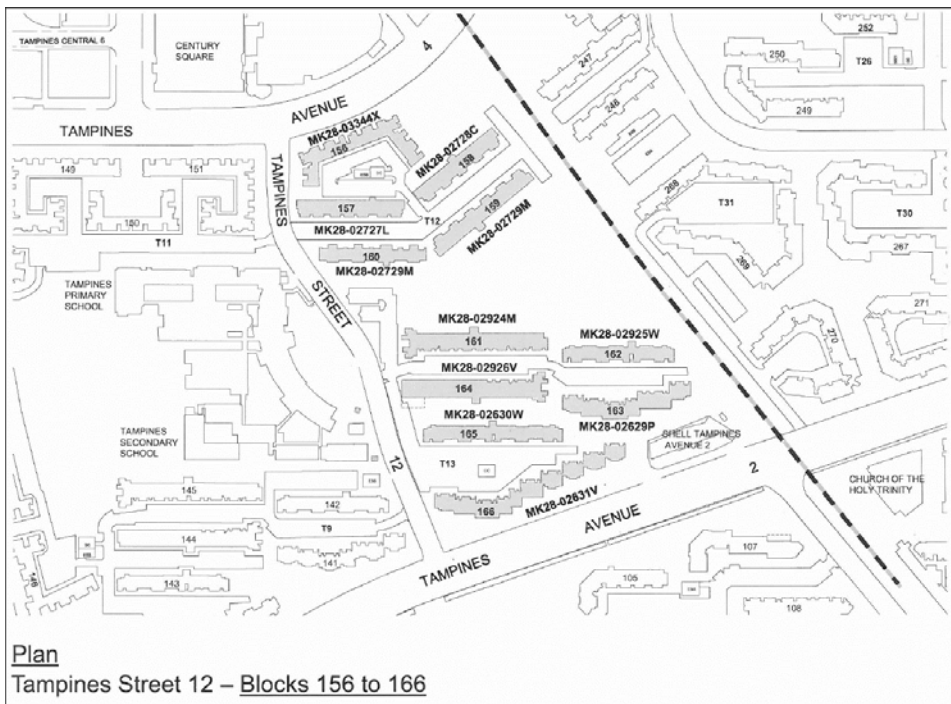 TAMPINES CENTRAL 6
CENTURY
SQUARE
4
252
250
T26
249
247
248
TAMPINES
AVENUE
MK28-03344X
156
MK28-02728C
158
149
151
150
T11
TAMPINES
STREET
12
157
T12
MK28-02727L
159
MK28-02729M
160
MK28-02729M
268
T31
269
T30
267
271
270
TAMPINES
PRIMARY
SCHOOL
MK28-02924M
161
MK28-02925W
162
MK28-02926V
164
163
MK28-02629P
MK28-02630W
165
TAMPINES
SECONDARY
SCHOOL
T13
SHELL TAMPINES
AVENUE 2
2
CHURCH OF THE
HOLY TRINITY
145
142
T9
144
141
143
146
166
MK28-02631V
TAMPINES
AVENUE
107
105
108
Plan
Tampines Street 12 – Blocks 156 to 166